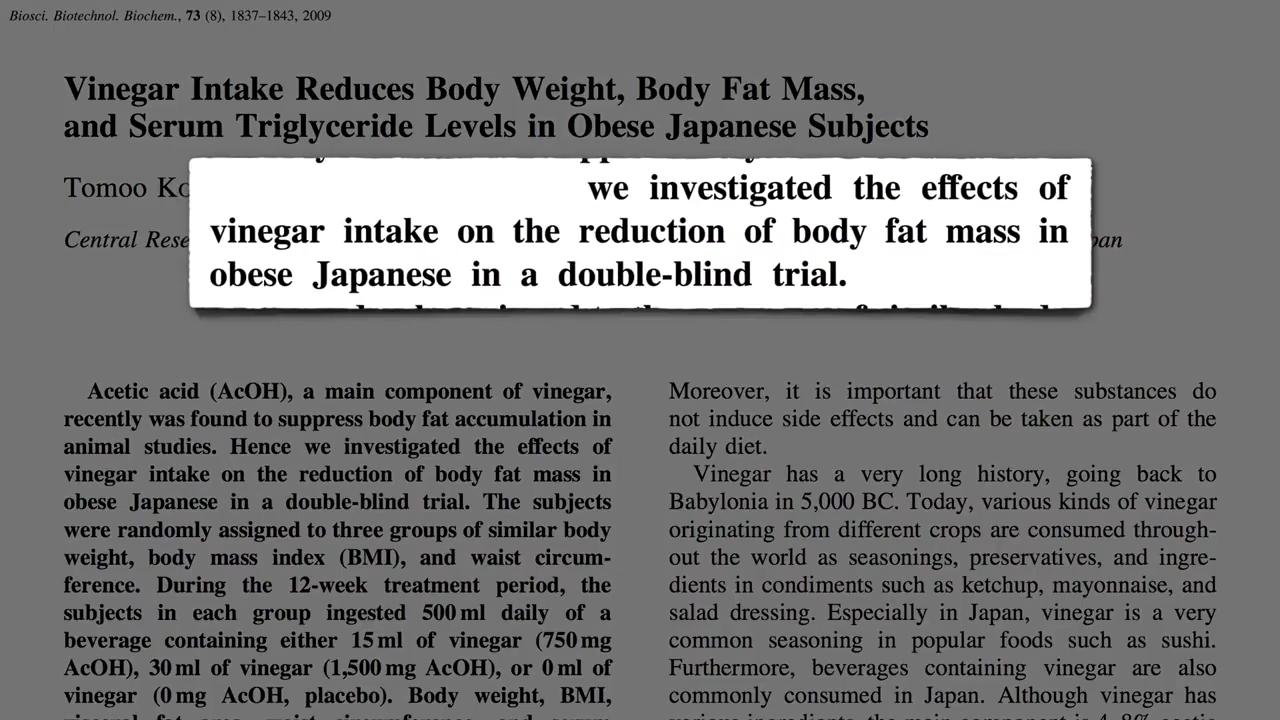 Biosci. Biotechnol. Biochem., 73 (8), 1837–1843, 2009
Vinegar Intake Reduces Body Weight, Body Fat Mass,
and Serum Triglyceride Levels in Obese Japanese Subjects
Tomoo
Central
we investigated the effects of
vinegar intake on the reduction of body fat mass in
obese Japanese in a double-blind trial.
Acetic acid (AcOH), a main component of vinegar,
recently was found to suppress body fat accumulation in
animal studies. Hence we investigated the effects of
vinegar intake on the reduction of body fat mass in
obese Japanese in a double-blind trial. The subjects
were randomly assigned to three groups of similar body
weight, body mass index (BMI), and waist circum-
ference. During the 12-week treatment period, the
subjects in each group ingested 500 ml daily of a
beverage containing either 15 ml of vinegar (750 mg
AcOH), 30 ml of vinegar (1,500 mg AcOH), or 0 ml of
vinegar (0 mg AcOH, placebo). Body weight, BMI,
Moreover, it is important that these substances do
not induce side effects and can be taken as part of the
daily diet.
Vinegar has a very long history, going back to
Babylonia in 5,000 BC. Today, various kinds of vinegar
originating from different crops are consumed through-
out the world as seasonings, preservatives, and ingre-
dients in condiments such as ketchup, mayonnaise, and
salad dressing. Especially in Japan, vinegar is a very
common seasoning in popular foods such as sushi.
Furthermore, beverages containing vinegar are also
commonly consumed in Japan. Although vinegar has